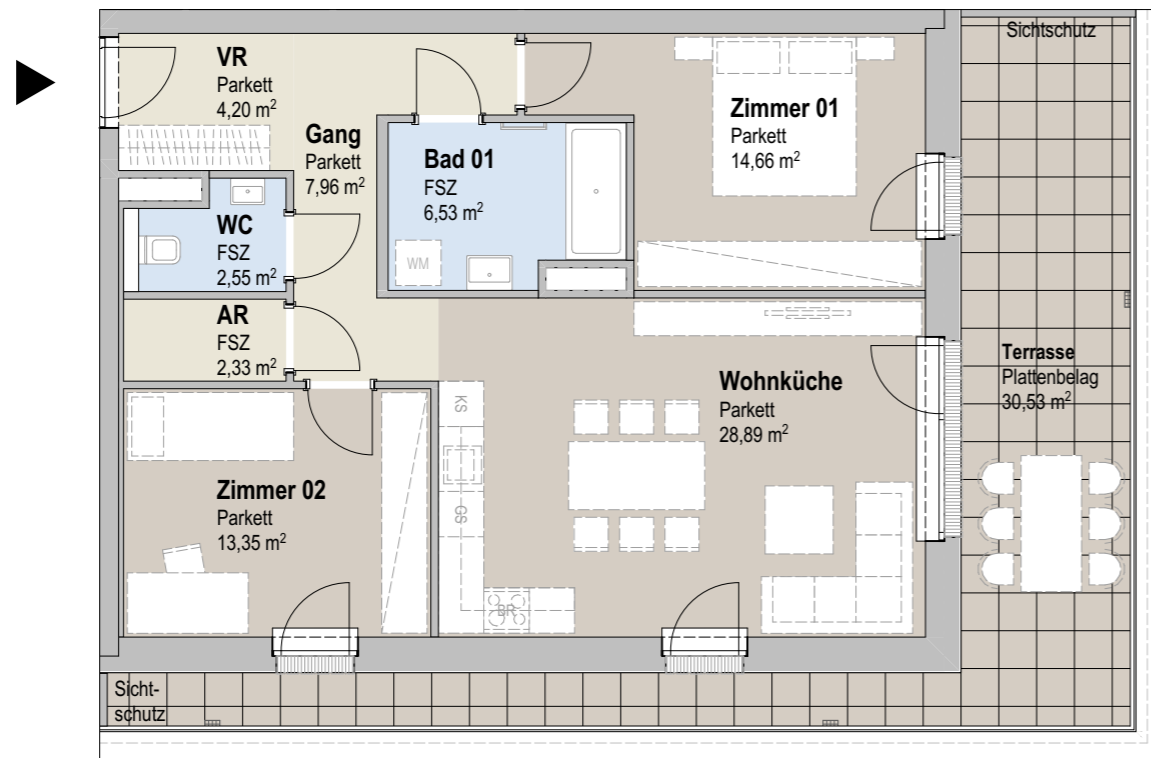 Sichtschutz
VR
Parkett
4,20 m²
Gang
Parkett
7,96 m²
Bad 01
FSZ
6,53 m²
WM
Zimmer 01
Parkett
14,66 m²
WC
FSZ
2,55 m²
AR
FSZ
2,33 m²
Wohnküche
Parkett
28,89 m²
Terrasse
Plattenbelag
30,53 m²
KS
GS
BR
Zimmer 02
Parkett
13,35 m²
Sicht-
schutz